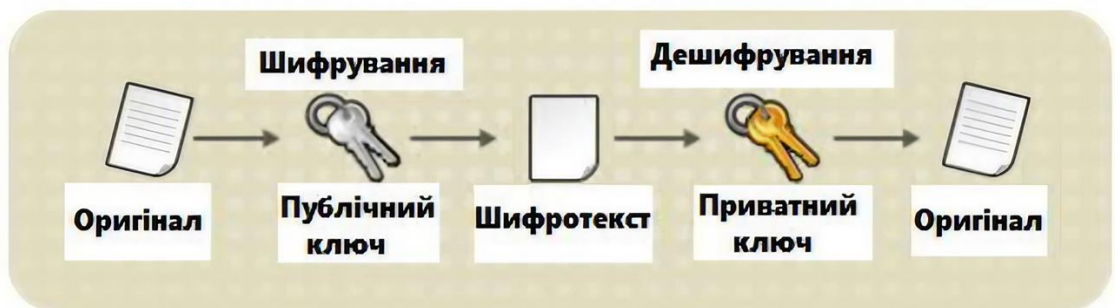 Шифрування
Дешифрування
Оригінал
Публічний
ключ
Шифротекст
Приватний
ключ
Оригінал